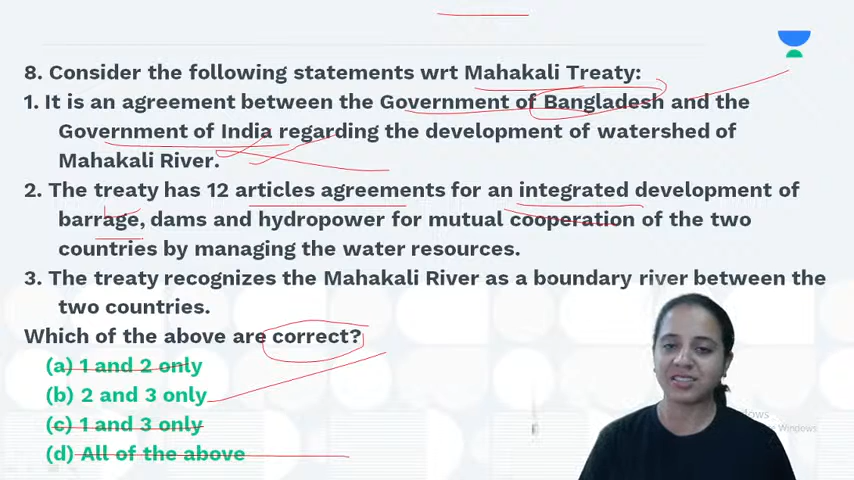 8. Consider the following statements wrt Mahakali Treaty:
1. It is an agreement between the Government of Bangladesh and the
Government of India regarding the development of watershed of
Mahakali River.
2. The treaty has 12 articles agreements for an integrated development of
barrage, dams and hydropower for mutual cooperation of the two
countries by managing the water resources.
3. The treaty recognizes the Mahakali River as a boundary river between the
two countries.
Which of the above are correct?
(a) 1 and 2 only
(b) 2 and 3 only
(c) 1 and 3 only
(d) All of the above
Windows